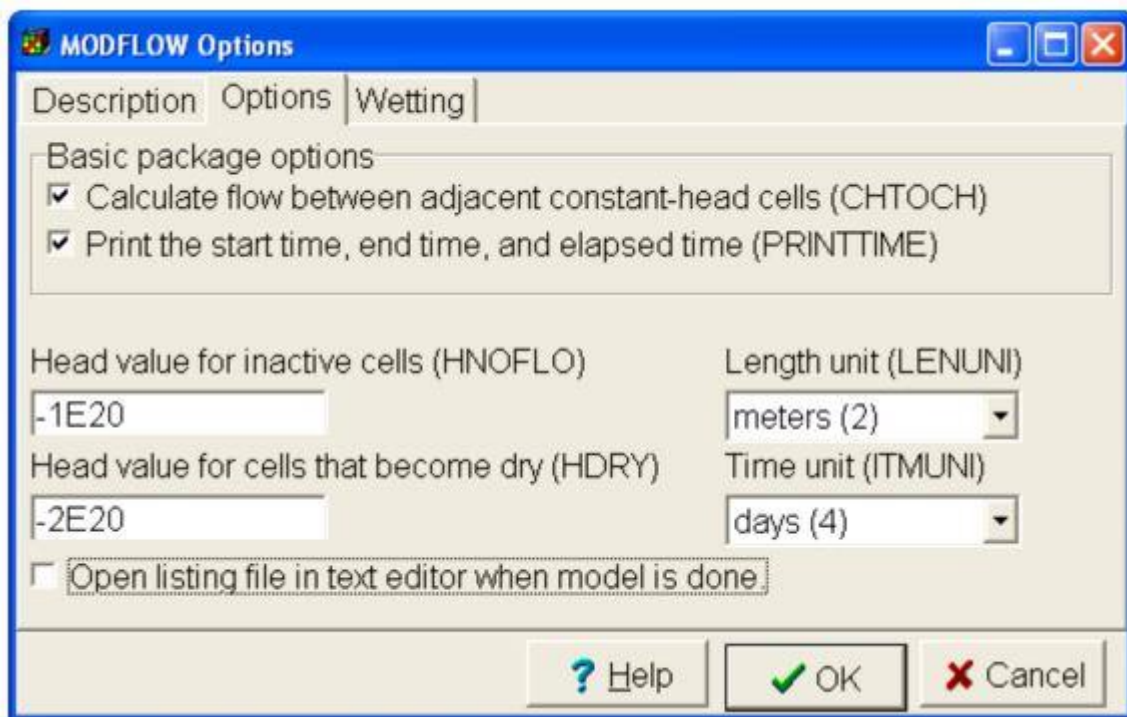 MODFLOW Options
Description Options Wetting
Basic package options
Calculate flow between adjacent constant-head cells (CHTOCH)
Print the start time, end time, and elapsed time (PRINTTIME)
Head value for inactive cells (HNOFLO) Length unit (LENUNI)
-1E20 meters (2)
Head value for cells that become dry (HDRY) Time unit (ITMUNI)
-2E20 days (4)
Open listing file in text editor when model is done.
? Help OK Cancel